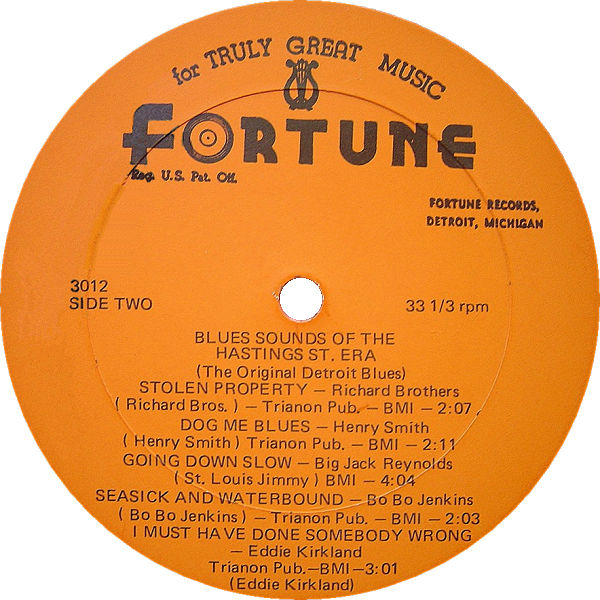 for TRULY GREAT MUSIC
FORTUNE
Reg. U.S. Pat. Off.
FORTUNE RECORDS,
DETROIT, MICHIGAN
3012
SIDE TWO
33 1/3 rpm
BLUES SOUNDS OF THE
HASTINGS ST. ERA
(The Original Detroit Blues)
STOLEN PROPERTY — Richard Brothers
( Richard Bros. ) — Trianon Pub. — BMI — 2:07
DOG ME BLUES — Henry Smith
( Henry Smith ) Trianon Pub. — BMI — 2:11
GOING DOWN SLOW — Big Jack Reynolds
( St. Louis Jimmy ) BMI — 4:04
SEASICK AND WATERBOUND — Bo Bo Jenkins
( Bo Bo Jenkins ) — Trianon Pub. — BMI — 2:03
I MUST HAVE DONE SOMEBODY WRONG
— Eddie Kirkland
Trianon Pub.—BMI—3:01
(Eddie Kirkland)